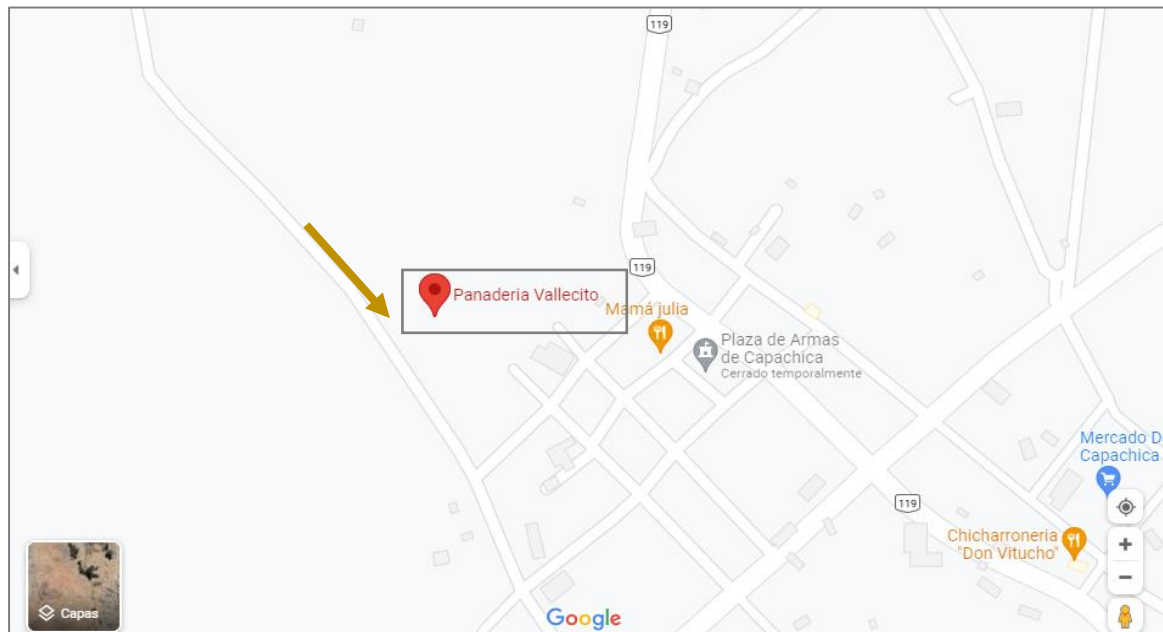 119
119
Panaderia Vallecito
Mamá julia
Plaza de Armas
de Capachica
Cerrado temporalmente
Mercado D
Capachica
119
Chicharroneria
"Don Vitucho"
Capas
Google